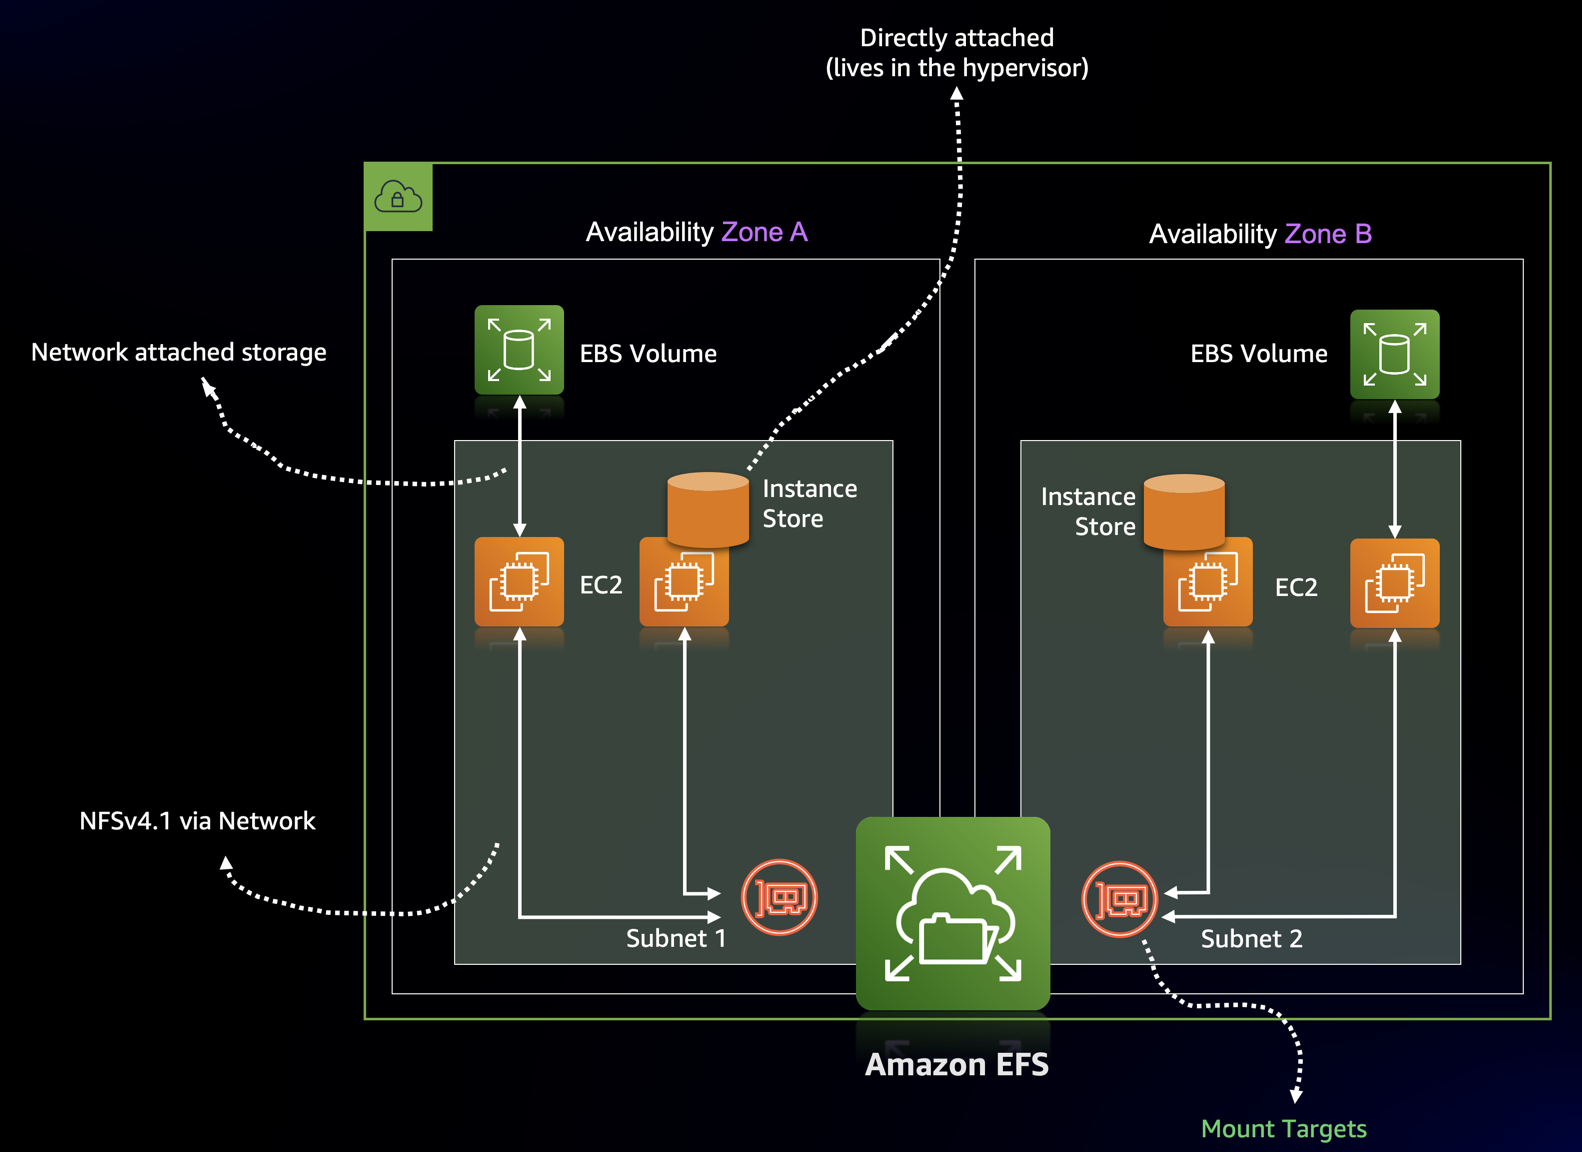 Directly attached
(lives in the hypervisor)
Availability Zone A
Availability Zone B
Network attached storage
EBS Volume
EBS Volume
Instance
Store
Instance
Store
EC2
EC2
NFSv4.1 via Network
Subnet 1
Subnet 2
Amazon EFS
Mount Targets